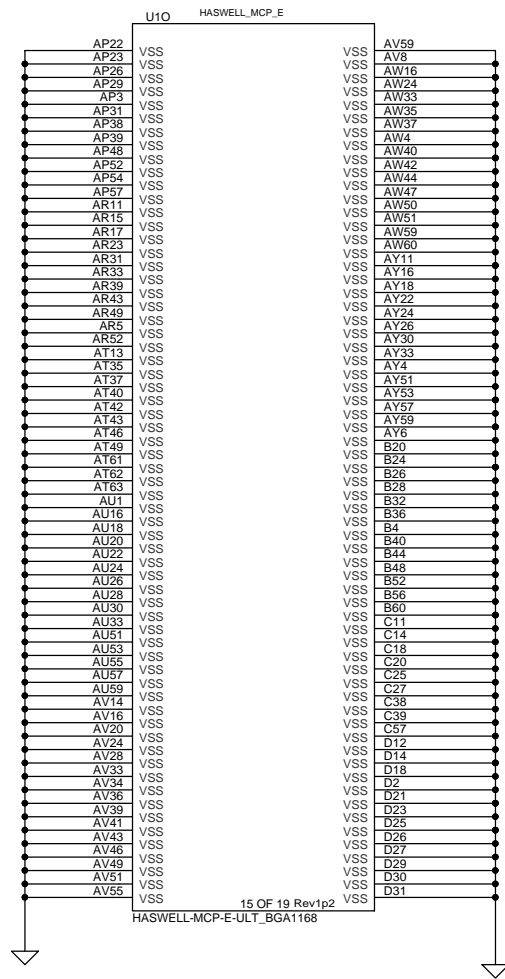 U1O HASWELL_MCP_E
AP22 VSS VSS AV59
AP23 VSS VSS AV8
AP26 VSS VSS AW16
AP29 VSS VSS AW24
AP3 VSS VSS AW33
AP31 VSS VSS AW35
AP38 VSS VSS AW37
AP39 VSS VSS AW4
AP48 VSS VSS AW40
AP52 VSS VSS AW42
AP54 VSS VSS AW44
AP57 VSS VSS AW47
AR11 VSS VSS AW50
AR15 VSS VSS AW51
AR17 VSS VSS AW59
AR23 VSS VSS AW60
AR31 VSS VSS AY11
AR33 VSS VSS AY16
AR39 VSS VSS AY18
AR43 VSS VSS AY22
AR49 VSS VSS AY24
AR5 VSS VSS AY26
AR52 VSS VSS AY30
AT13 VSS VSS AY33
AT35 VSS VSS AY4
AT37 VSS VSS AY51
AT40 VSS VSS AY53
AT42 VSS VSS AY57
AT43 VSS VSS AY59
AT46 VSS VSS AY6
AT49 VSS VSS B20
AT61 VSS VSS B24
AT62 VSS VSS B26
AT63 VSS VSS B28
AU1 VSS VSS B32
AU16 VSS VSS B36
AU18 VSS VSS B4
AU20 VSS VSS B40
AU22 VSS VSS B44
AU24 VSS VSS B48
AU26 VSS VSS B52
AU28 VSS VSS B56
AU30 VSS VSS B60
AU33 VSS VSS C11
AU51 VSS VSS C14
AU53 VSS VSS C18
AU55 VSS VSS C20
AU57 VSS VSS C25
AU59 VSS VSS C27
AV14 VSS VSS C38
AV16 VSS VSS C39
AV20 VSS VSS C57
AV24 VSS VSS D12
AV28 VSS VSS D14
AV33 VSS VSS D18
AV34 VSS VSS D2
AV36 VSS VSS D21
AV39 VSS VSS D23
AV41 VSS VSS D25
AV43 VSS VSS D26
AV46 VSS VSS D27
AV49 VSS VSS D29
AV51 VSS VSS D30
AV55 VSS VSS D31
15 OF 19 Rev1p2
HASWELL-MCP-E-ULT_BGA1168